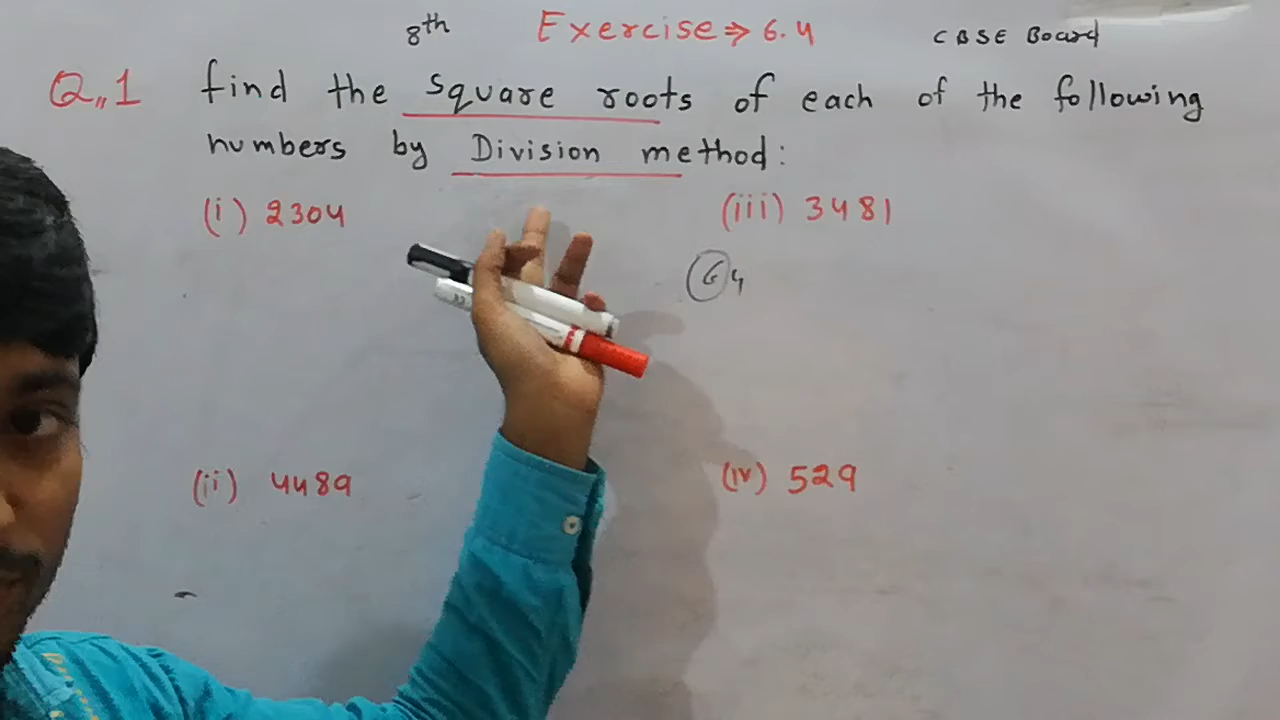 8th Exercise ⇒ 6.4 CBSE Board
Q.,1 find the square roots of each of the following
numbers by Division method:
(i) 2304 (iii) 3481
64
(ii) 4489 (iv) 529